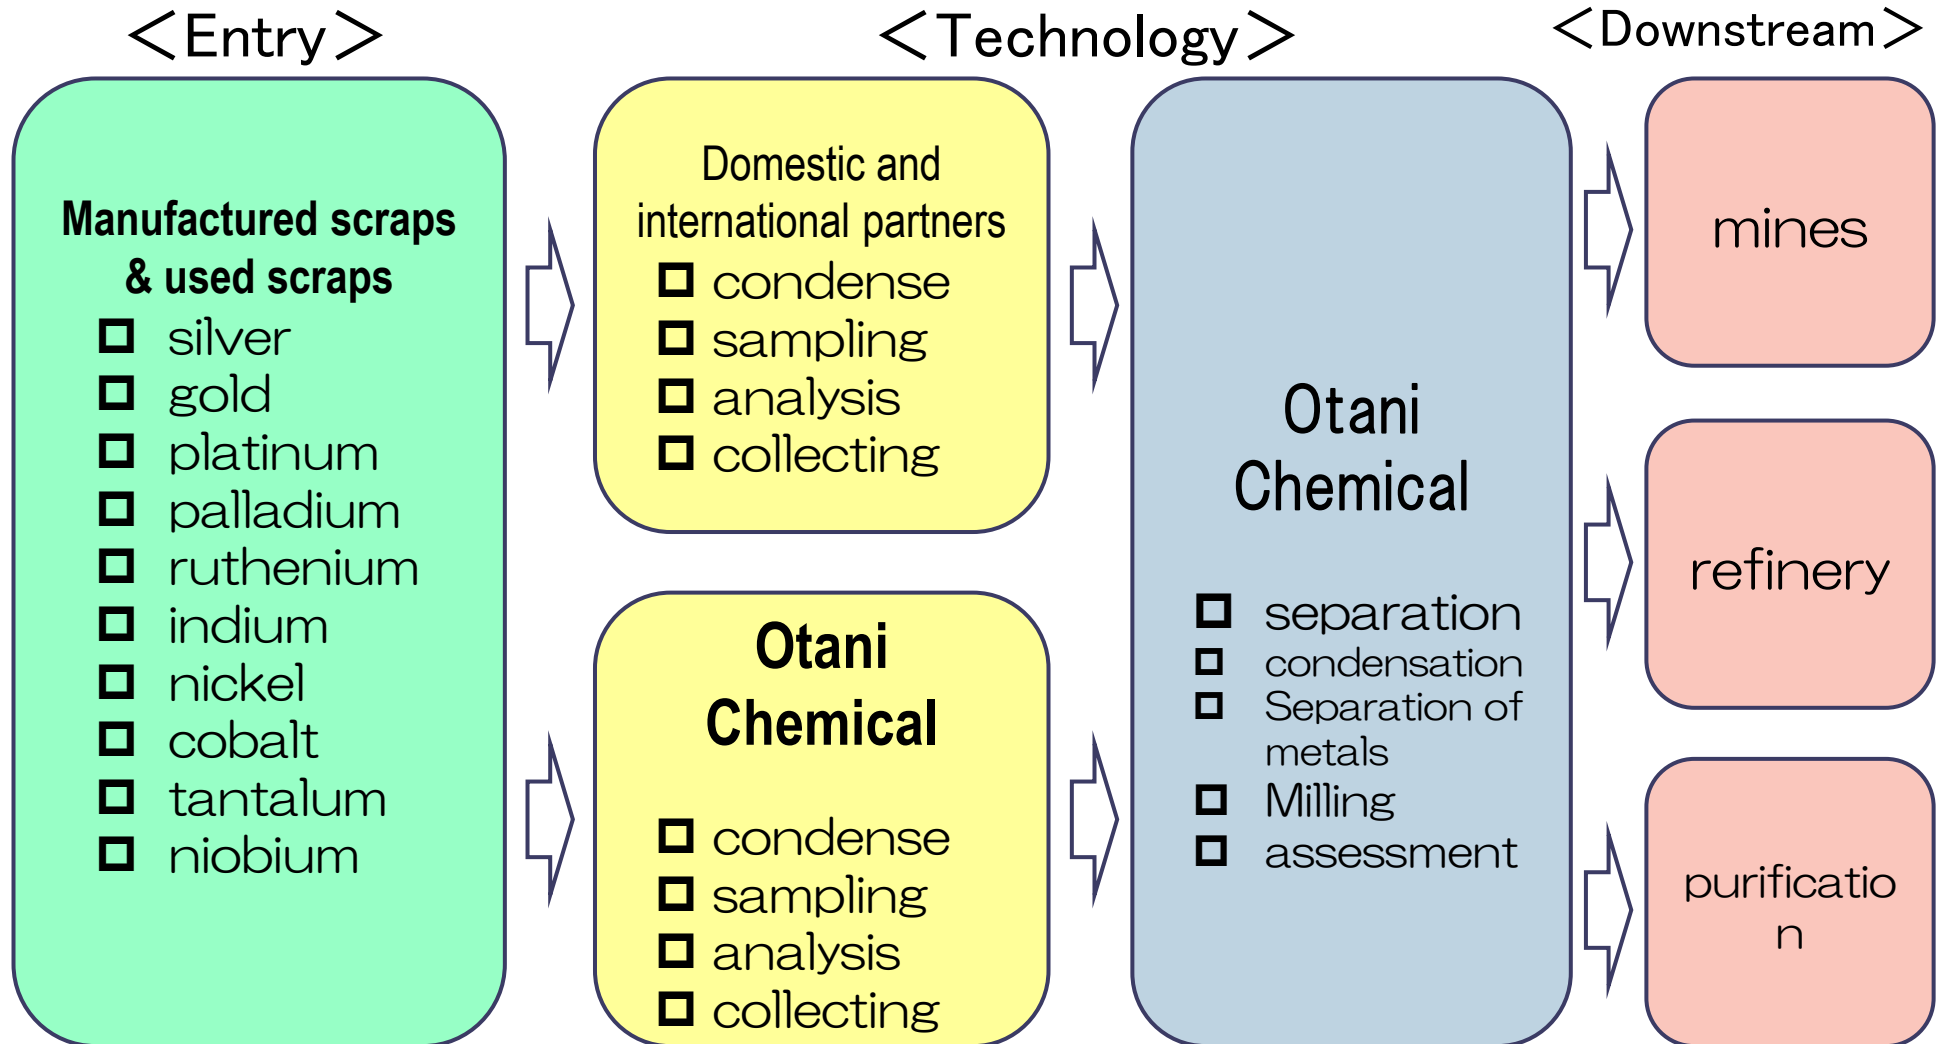 ＜Entry＞
＜Technology＞
＜Downstream＞
Manufactured scraps
& used scraps
silver
gold
platinum
palladium
ruthenium
indium
nickel
cobalt
tantalum
niobium
Domestic and
international partners
condense
sampling
analysis
collecting
Otani
Chemical
condense
sampling
analysis
collecting
Otani
Chemical
separation
condensation
Separation of
metals
Milling
assessment
mines
refinery
purificatio
n